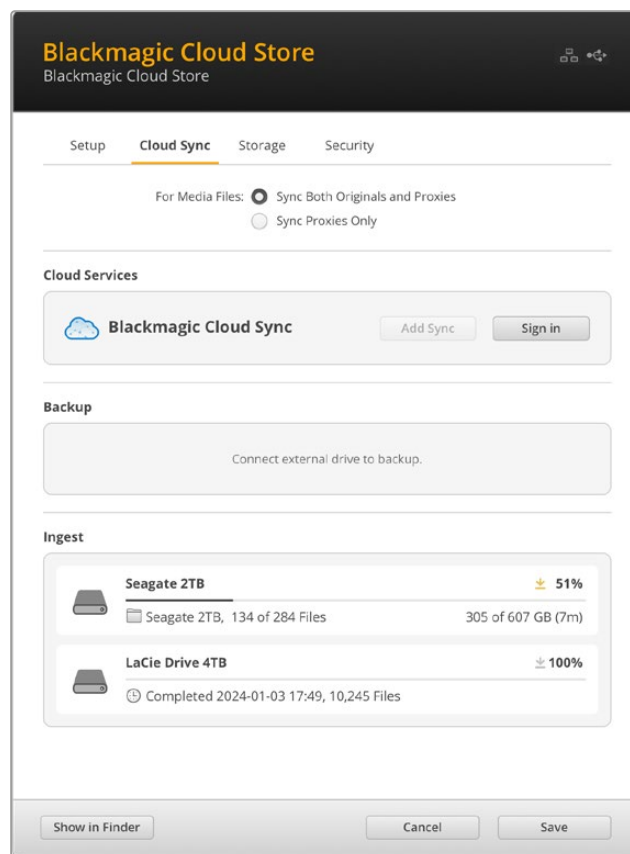 Blackmagic Cloud Store
Blackmagic Cloud Store
Setup Cloud Sync Storage Security
For Media Files: Sync Both Originals and Proxies
Sync Proxies Only
Cloud Services
Blackmagic Cloud Sync Add Sync Sign in
Backup
Connect external drive to backup.
Ingest
Seagate 2TB 51%
Seagate 2TB, 134 of 284 Files 305 of 607 GB (7m)
LaCie Drive 4TB 100%
Completed 2024-01-03 17:49, 10,245 Files
Show in Finder Cancel Save